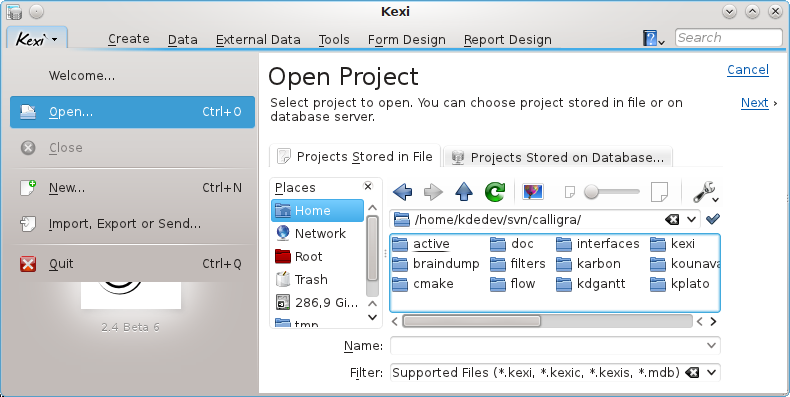 Kexi
Kexi
Create Data External Data Tools Form Design Report Design
Search
Welcome...
Open... Ctrl+O
Close
New... Ctrl+N
Import, Export or Send...
Quit Ctrl+Q
2.4 Beta 6
Open Project
Cancel
Select project to open. You can choose project stored in file or on
database server.
Next ›
Projects Stored in File
Projects Stored on Database...
Places
Home
Network
Root
Trash
286,9 Gi...
tmp
/home/kdedev/svn/calligra/
active doc interfaces kexi
braindump filters karbon kounava
cmake flow kdgantt kplato
Name:
Filter: Supported Files (*.kexi, *.kexic, *.kexis, *.mdb)